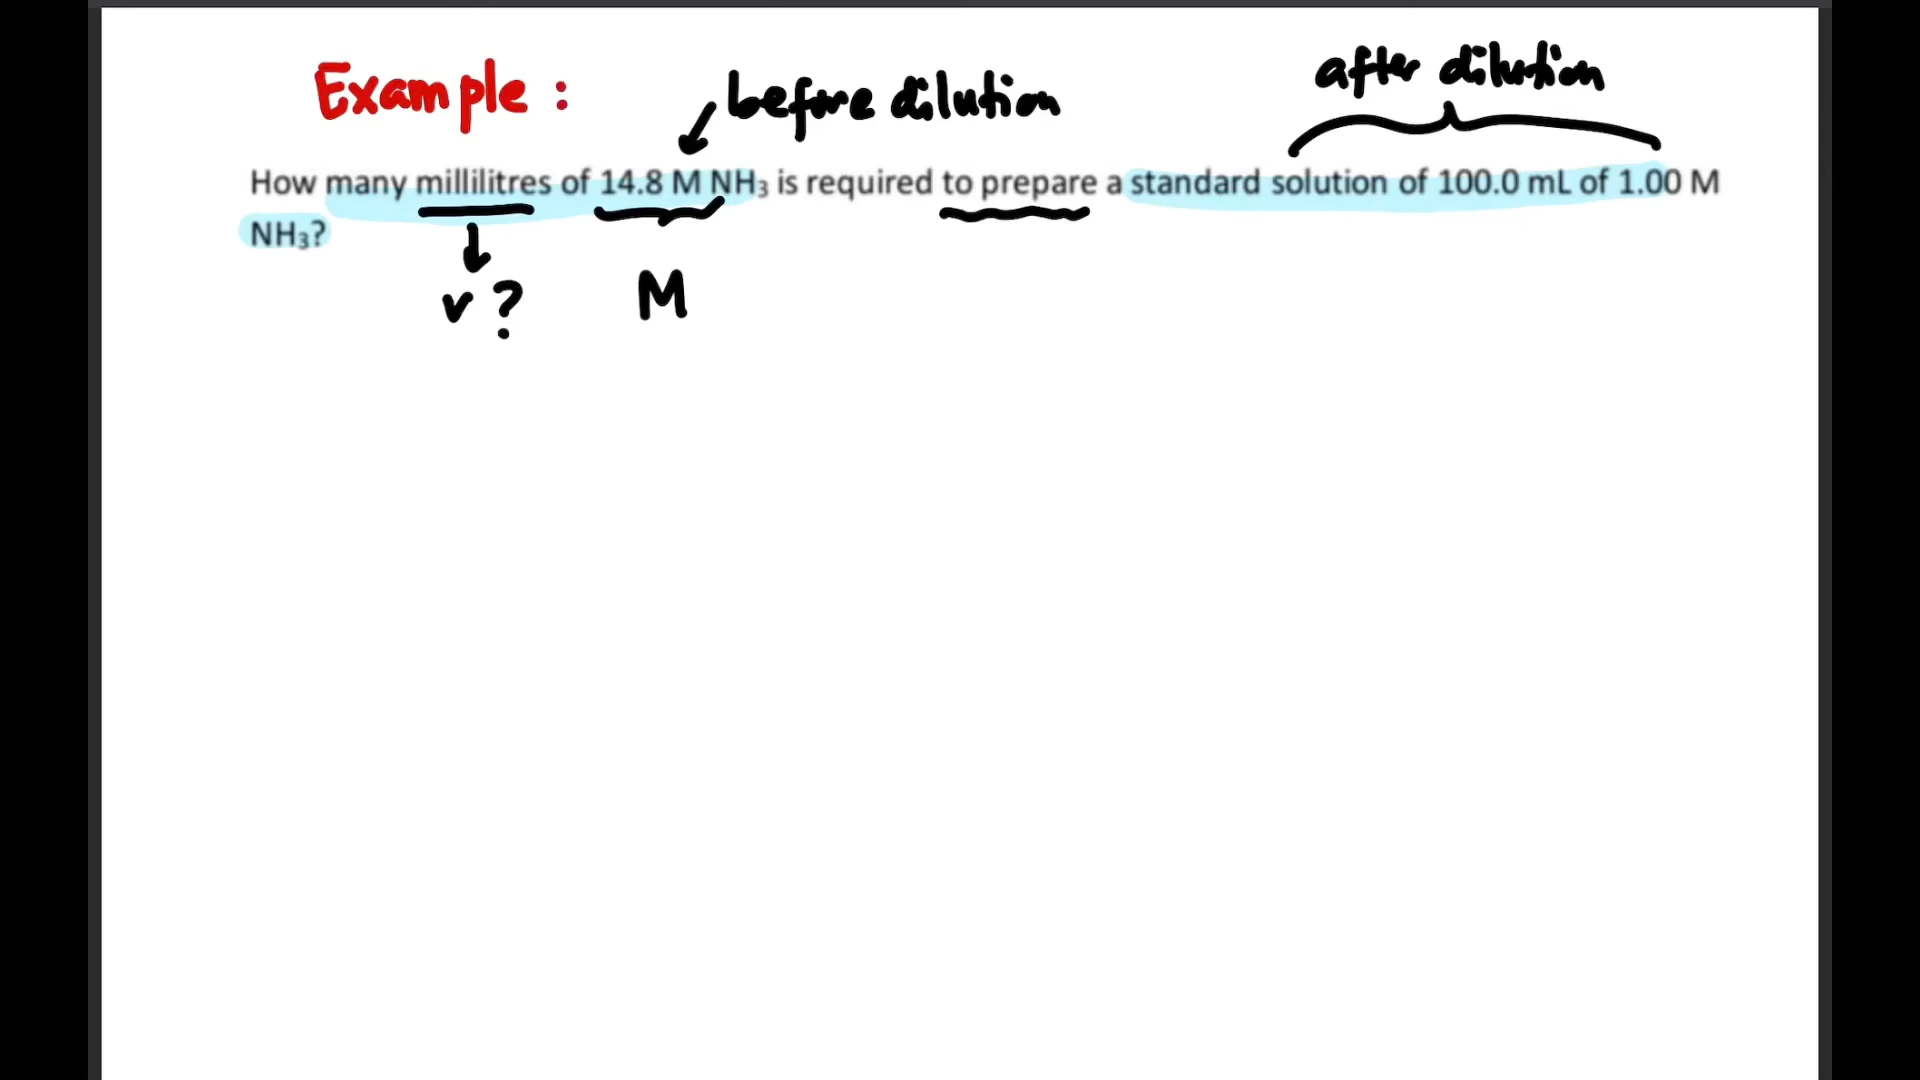 after dilution
Example : before dilution
How many millilitres of 14.8 M NH₃ is required to prepare a standard solution of 100.0 mL of 1.00 M
NH₃?
v ? M